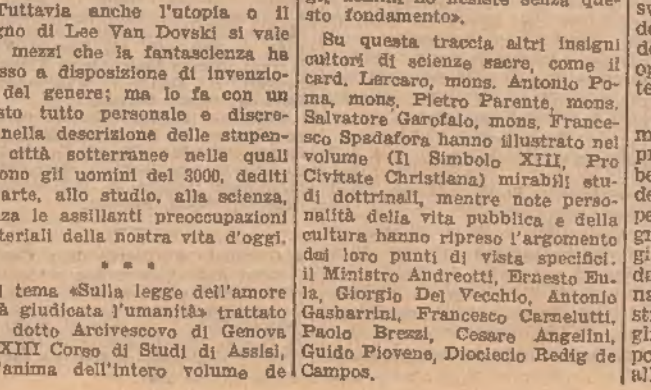 Tuttavia anche l'utopia o il
gno di Lee Van Dovski si vale
mezzi che la fantascienza ha
sso a disposizione di invenzio-
del genere; ma lo fa con un
sto tutto personale e discre-
nella descrizione delle stupen-
città sotterranee nelle quali
ono gli uomini del 3000, dediti
arte, allo studio, alla scienza,
za le assillanti preoccupazioni
teriali della nostra vita d'oggi.
* * *
l tema «Sulla legge dell'amore
à giudicata l'umanità» trattato
dotto Arcivescovo di Genova
XIII Corso di Studi di Assisi,
'anima dell'intero volume de
sto fondamento».
Su questa traccia altri insigni
cultori di scienze sacre, come il
card. Lercaro, mons. Antonio Po-
ma, mons. Pietro Parente, mons.
Salvatore Garofalo, mons. France-
sco Spadafora hanno illustrato nel
volume (Il Simbolo XIII, Pro
Civitate Christiana) mirabili stu-
di dottrinali, mentre note perso-
nalità della vita pubblica e della
cultura hanno ripreso l'argomento
dai loro punti di vista specifici.
il Ministro Andreotti, Ernesto Eu-
la, Giorgio Del Vecchio, Antonio
Gasbarrini, Francesco Carnelutti,
Paolo Brezzi, Cesare Angelini,
Guido Piovene, Diociecio Redig de
Campos.